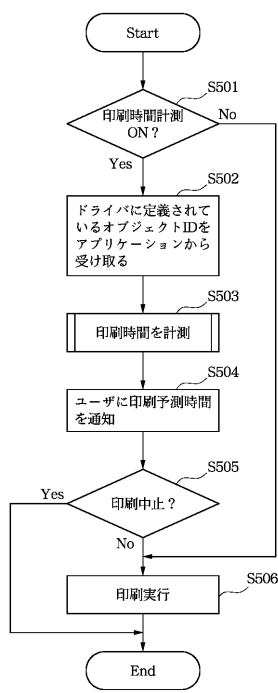 Start
S501
印刷時間計測
ON?
No
Yes
S502
ドライバに定義されて
いるオブジェクトIDを
アプリケーションから
受け取る
S503
印刷時間を計測
S504
ユーザに印刷予測時間
を通知
S505
Yes
印刷中止?
No
S506
印刷実行
End